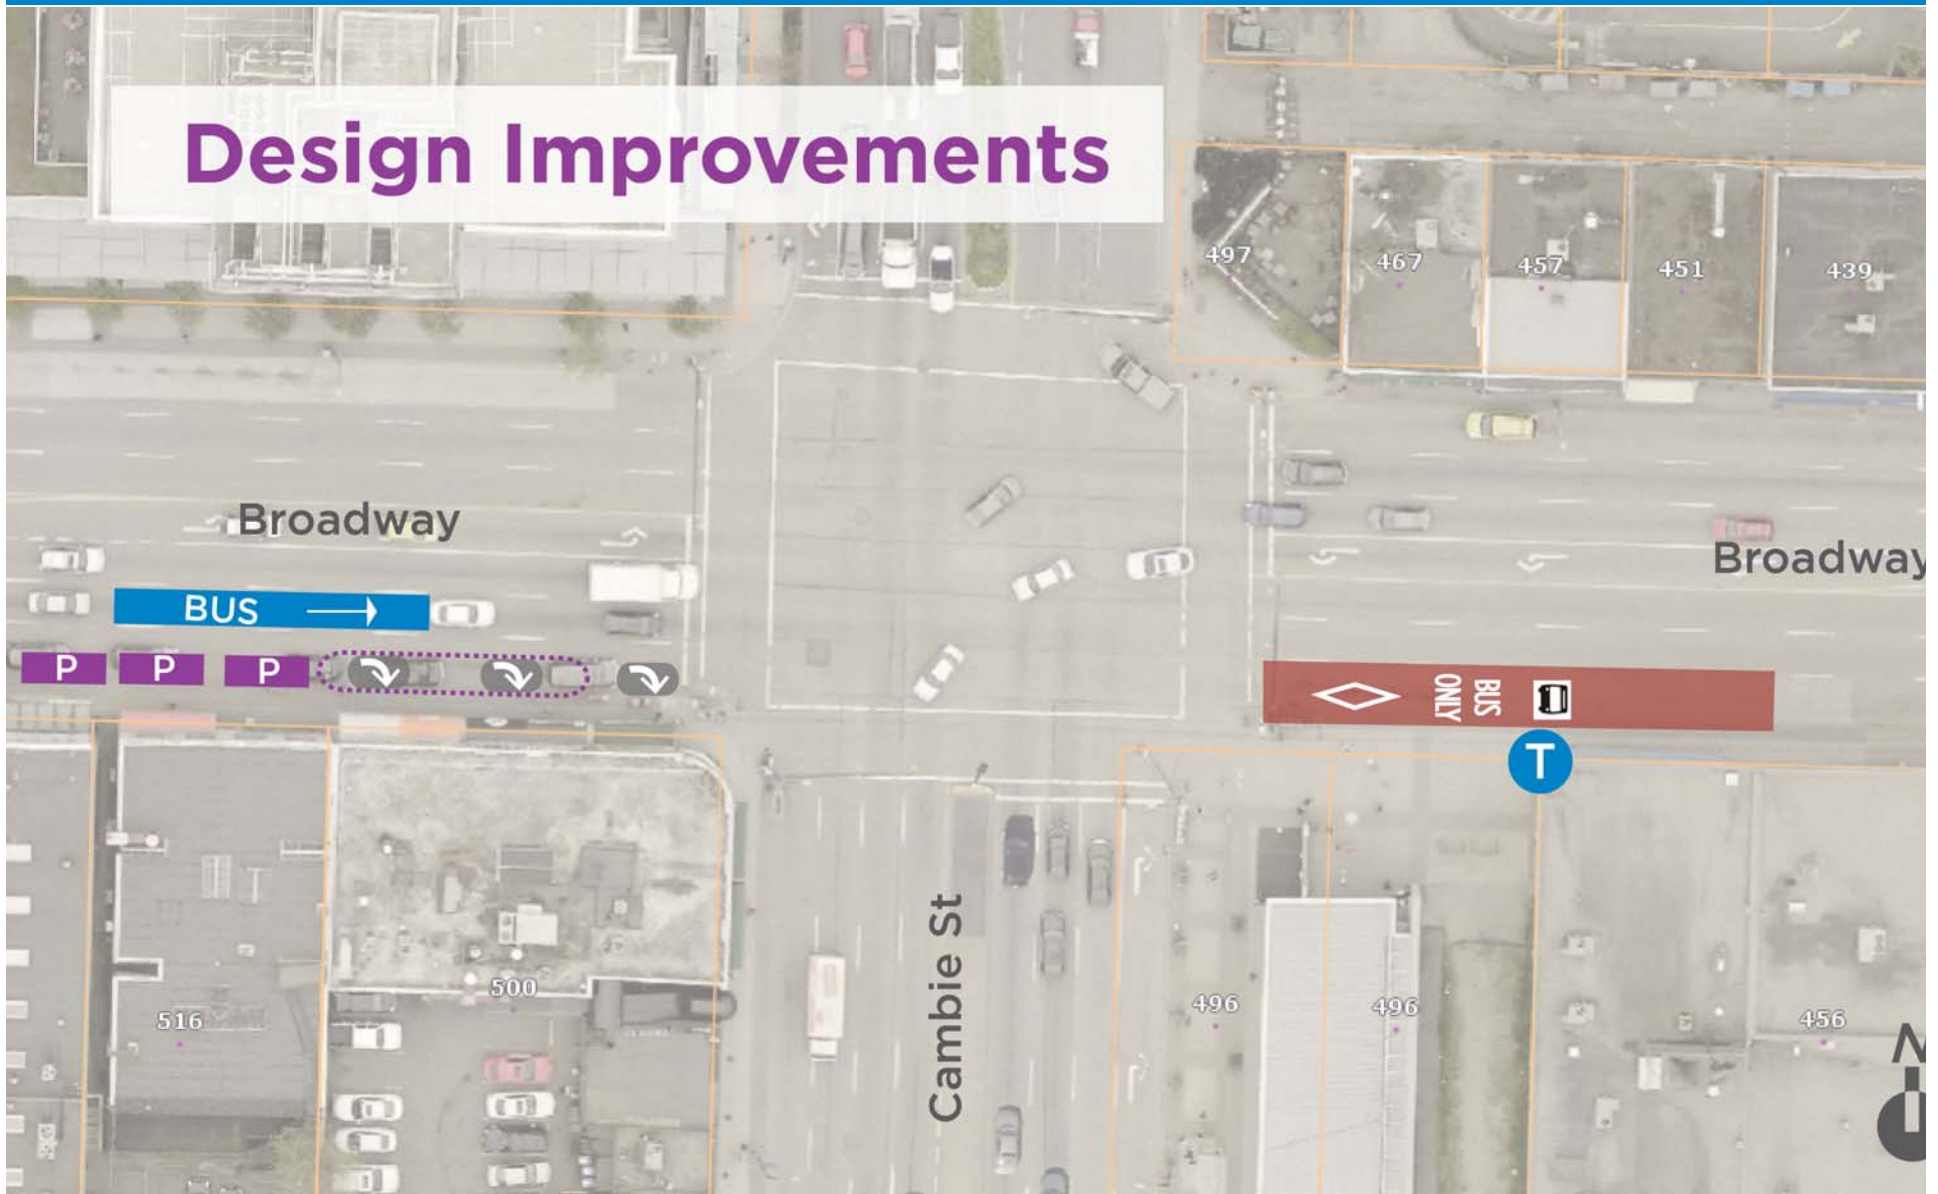 Design Improvements
497
467
457
451
439
Broadway
Broadway
BUS
P
P
P
BUS
ONLY
T
Cambie St
500
516
496
496
456
N